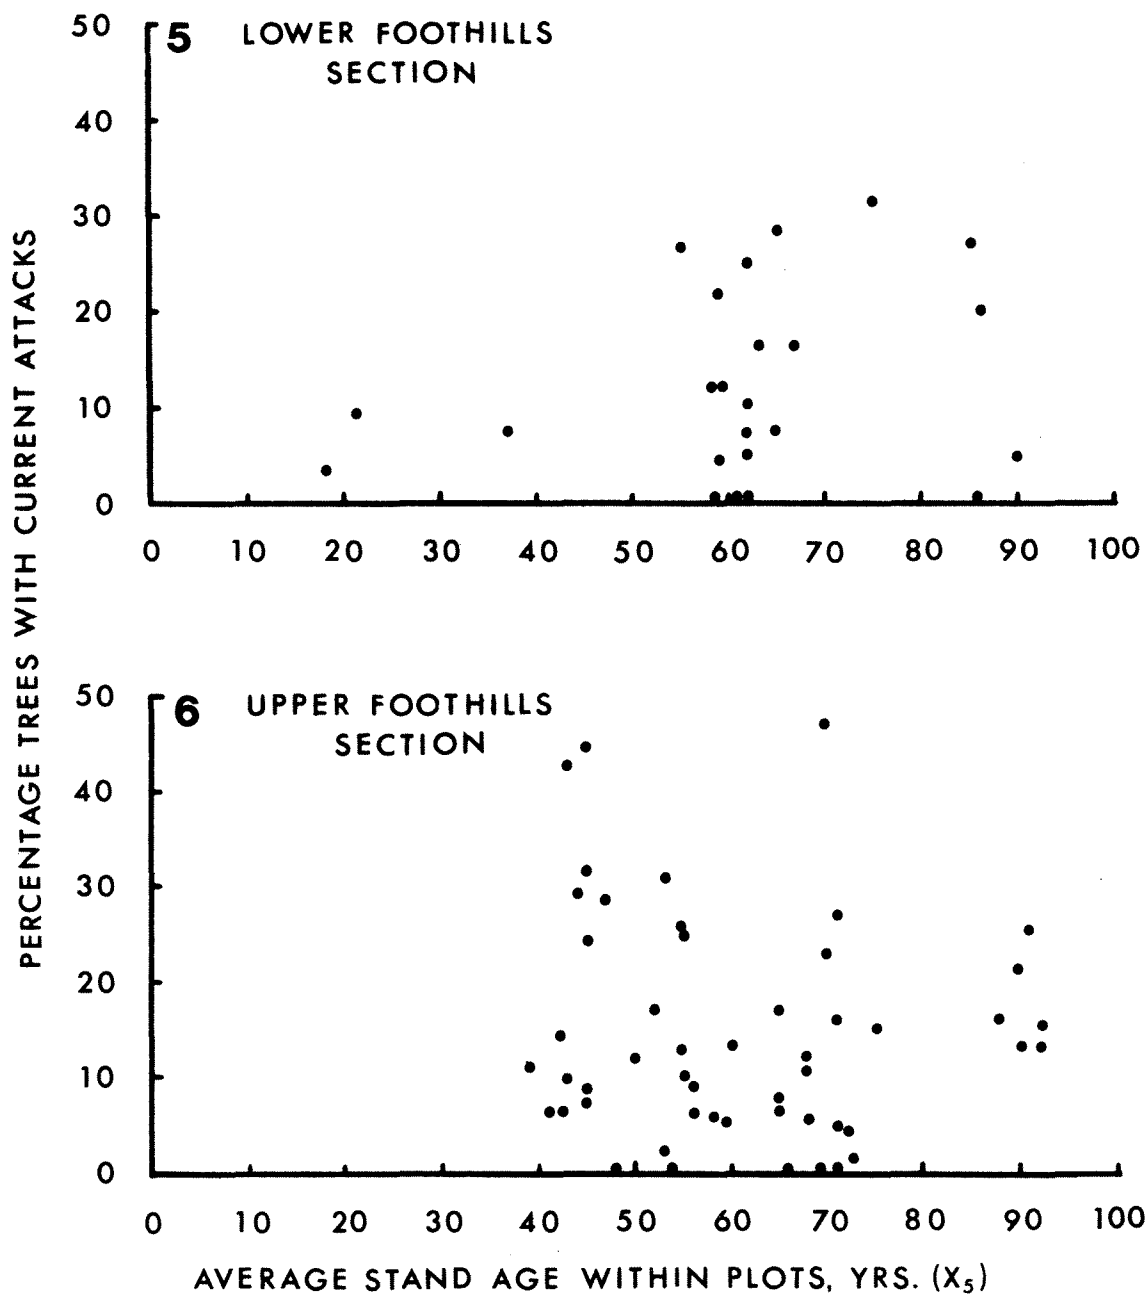 PERCENTAGE TREES WITH CURRENT ATTACKS
5 LOWER FOOTHILLS
SECTION
50
40
30
20
10
0
0 10 20 30 40 50 60 70 80 90 100
6 UPPER FOOTHILLS
SECTION
50
40
30
20
10
0
0 10 20 30 40 50 60 70 80 90 100
AVERAGE STAND AGE WITHIN PLOTS, YRS. (X₅)